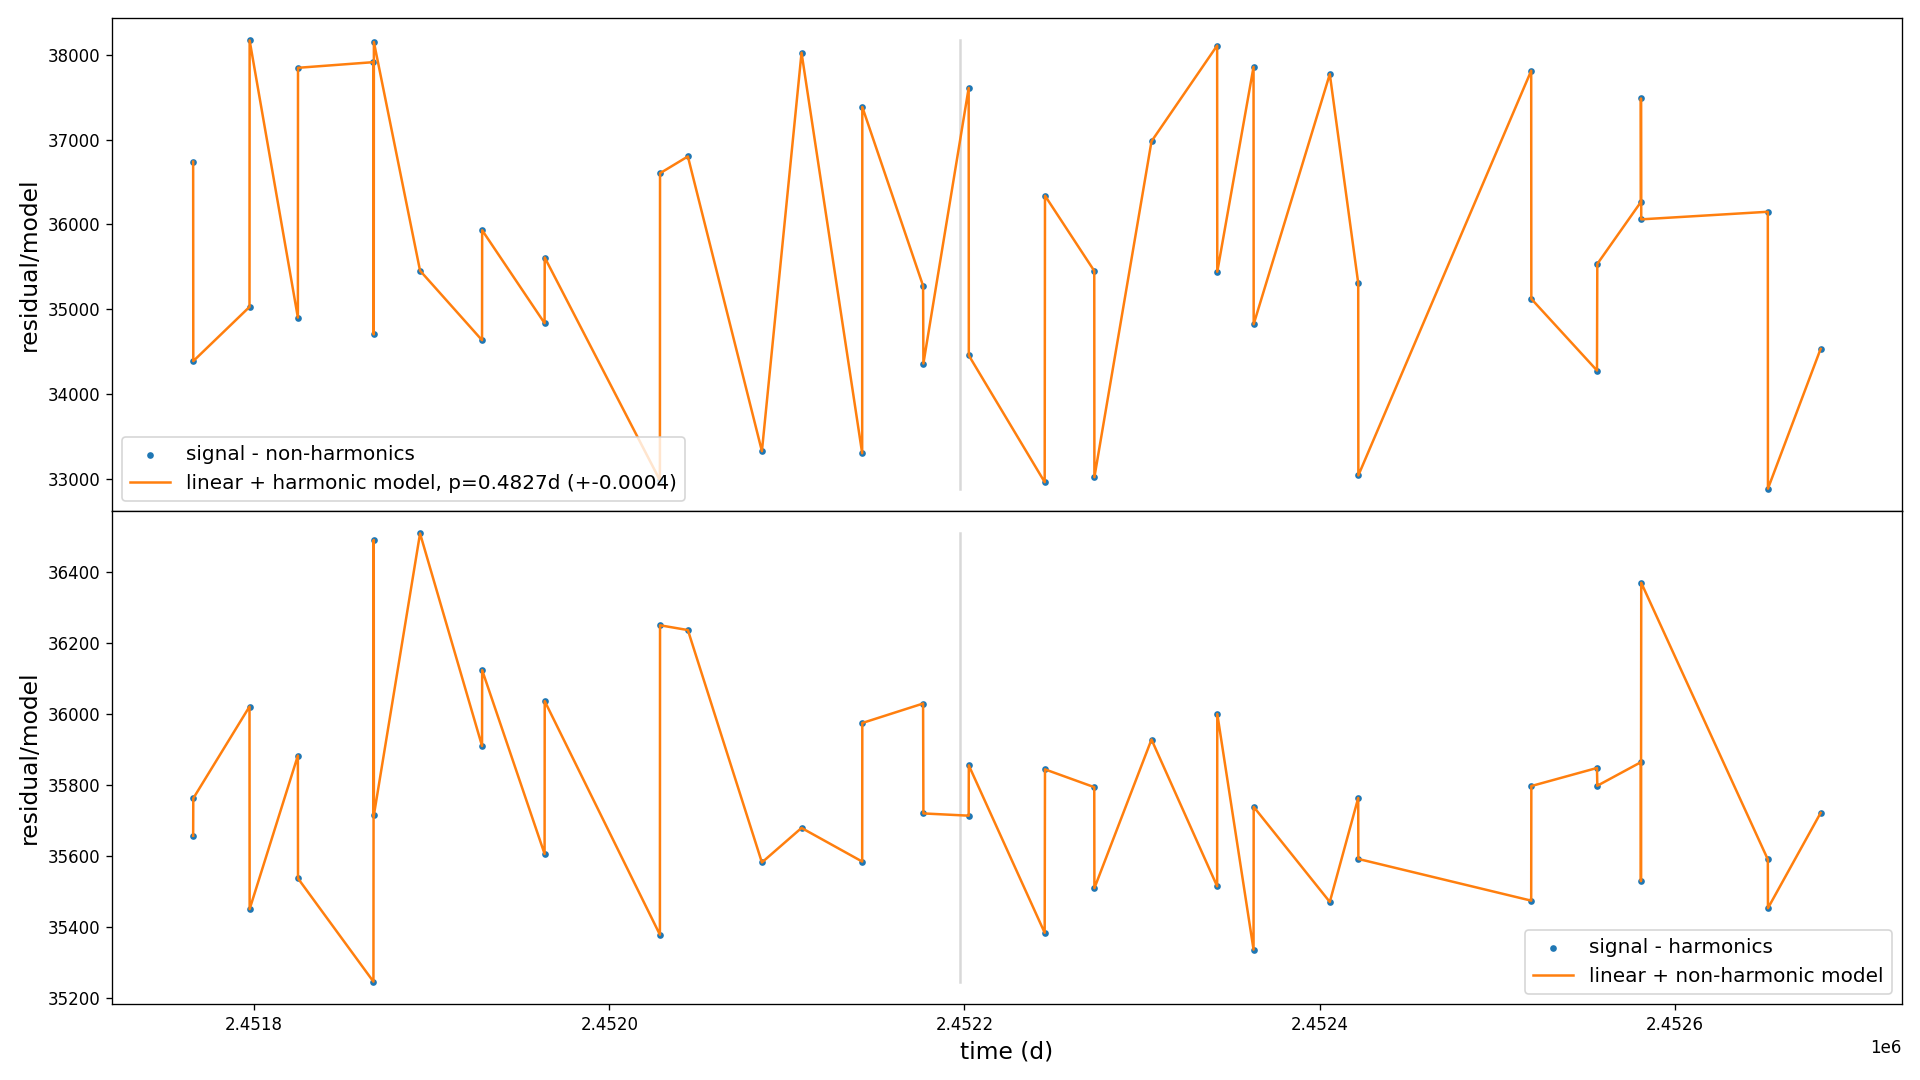 residual/model
38000
37000
36000
35000
34000
33000
signal - non-harmonics
linear + harmonic model, p=0.4827d (+-0.0004)
residual/model
36400
36200
36000
35800
35600
35400
35200
signal - harmonics
linear + non-harmonic model
2.4518 2.4520 2.4522 2.4524 2.4526
time (d)
1e6